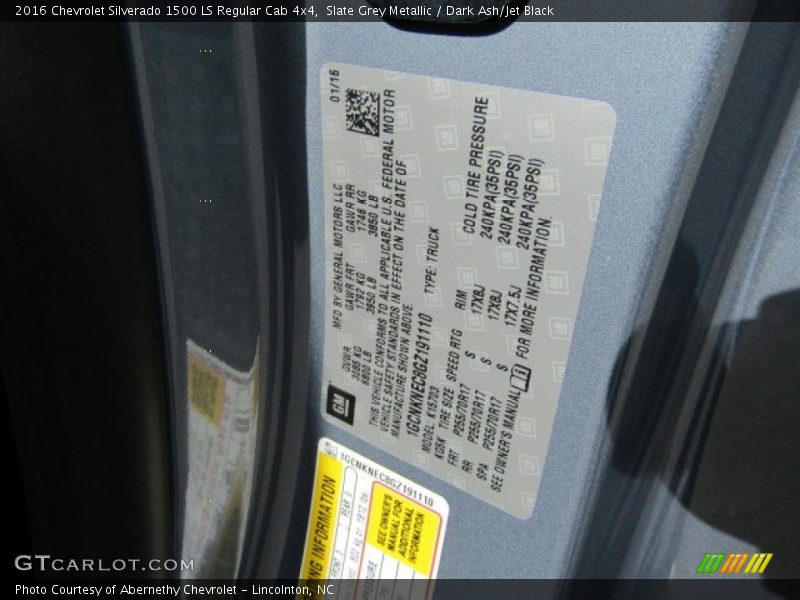 2016 Chevrolet Silverado 1500 LS Regular Cab 4x4, Slate Grey Metallic / Dark Ash/Jet Black
01/16
MFD BY GENERAL MOTORS LLC
GVWR GAWR FRT GAWR RR
3085 KG 1792 KG 1746 KG
6800 LB 3950 LB 3850 LB
THIS VEHICLE CONFORMS TO ALL APPLICABLE U.S. FEDERAL MOTOR
VEHICLE SAFETY STANDARDS IN EFFECT ON THE DATE OF
MANUFACTURE SHOWN ABOVE.
1GCNKNEC8GZ191110 TYPE: TRUCK
MODEL: K15703
KG5K TIRE SIZE SPEED RTG RIM COLD TIRE PRESSURE
FRT P255/70R17 S 17X8J 240KPA(35PSI)
RR P255/70R17 S 17X8J 240KPA(35PSI)
SPA P255/70R17 S 17X7.5J 240KPA(35PSI)
SEE OWNER'S MANUAL FOR MORE INFORMATION.
GM
1GCNKNEC8GZ191110
INFORMATION
SEE OWNER'S
MANUAL FOR
ADDITIONAL
INFORMATION
GTCARLOT.COM
Photo Courtesy of Abernethy Chevrolet – Lincolnton, NC